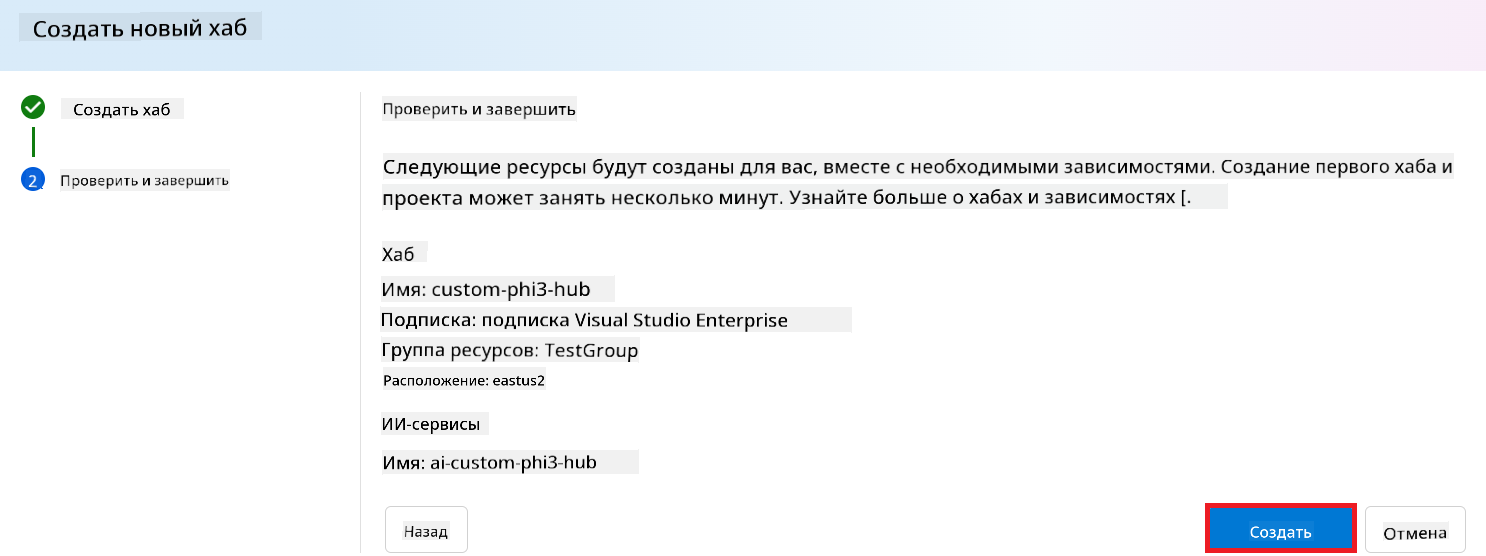 Создать новый хаб
Создать хаб
2
Проверить и завершить
Проверить и завершить
Следующие ресурсы будут созданы для вас, вместе с необходимыми зависимостями. Создание первого хаба и
проекта может занять несколько минут. Узнайте больше о хабах и зависимостях [.
Хаб
Имя: custom-phi3-hub
Подписка: подписка Visual Studio Enterprise
Группа ресурсов: TestGroup
Расположение: eastus2
ИИ-сервисы
Имя: ai-custom-phi3-hub
Назад
Создать
Отмена